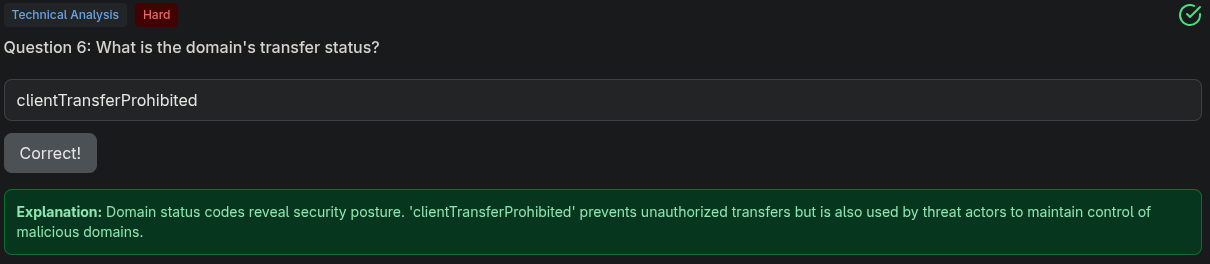 Technical Analysis Hard
Question 6: What is the domain's transfer status?
clientTransferProhibited
Correct!
Explanation: Domain status codes reveal security posture. 'clientTransferProhibited' prevents unauthorized transfers but is also used by threat actors to maintain control of
malicious domains.